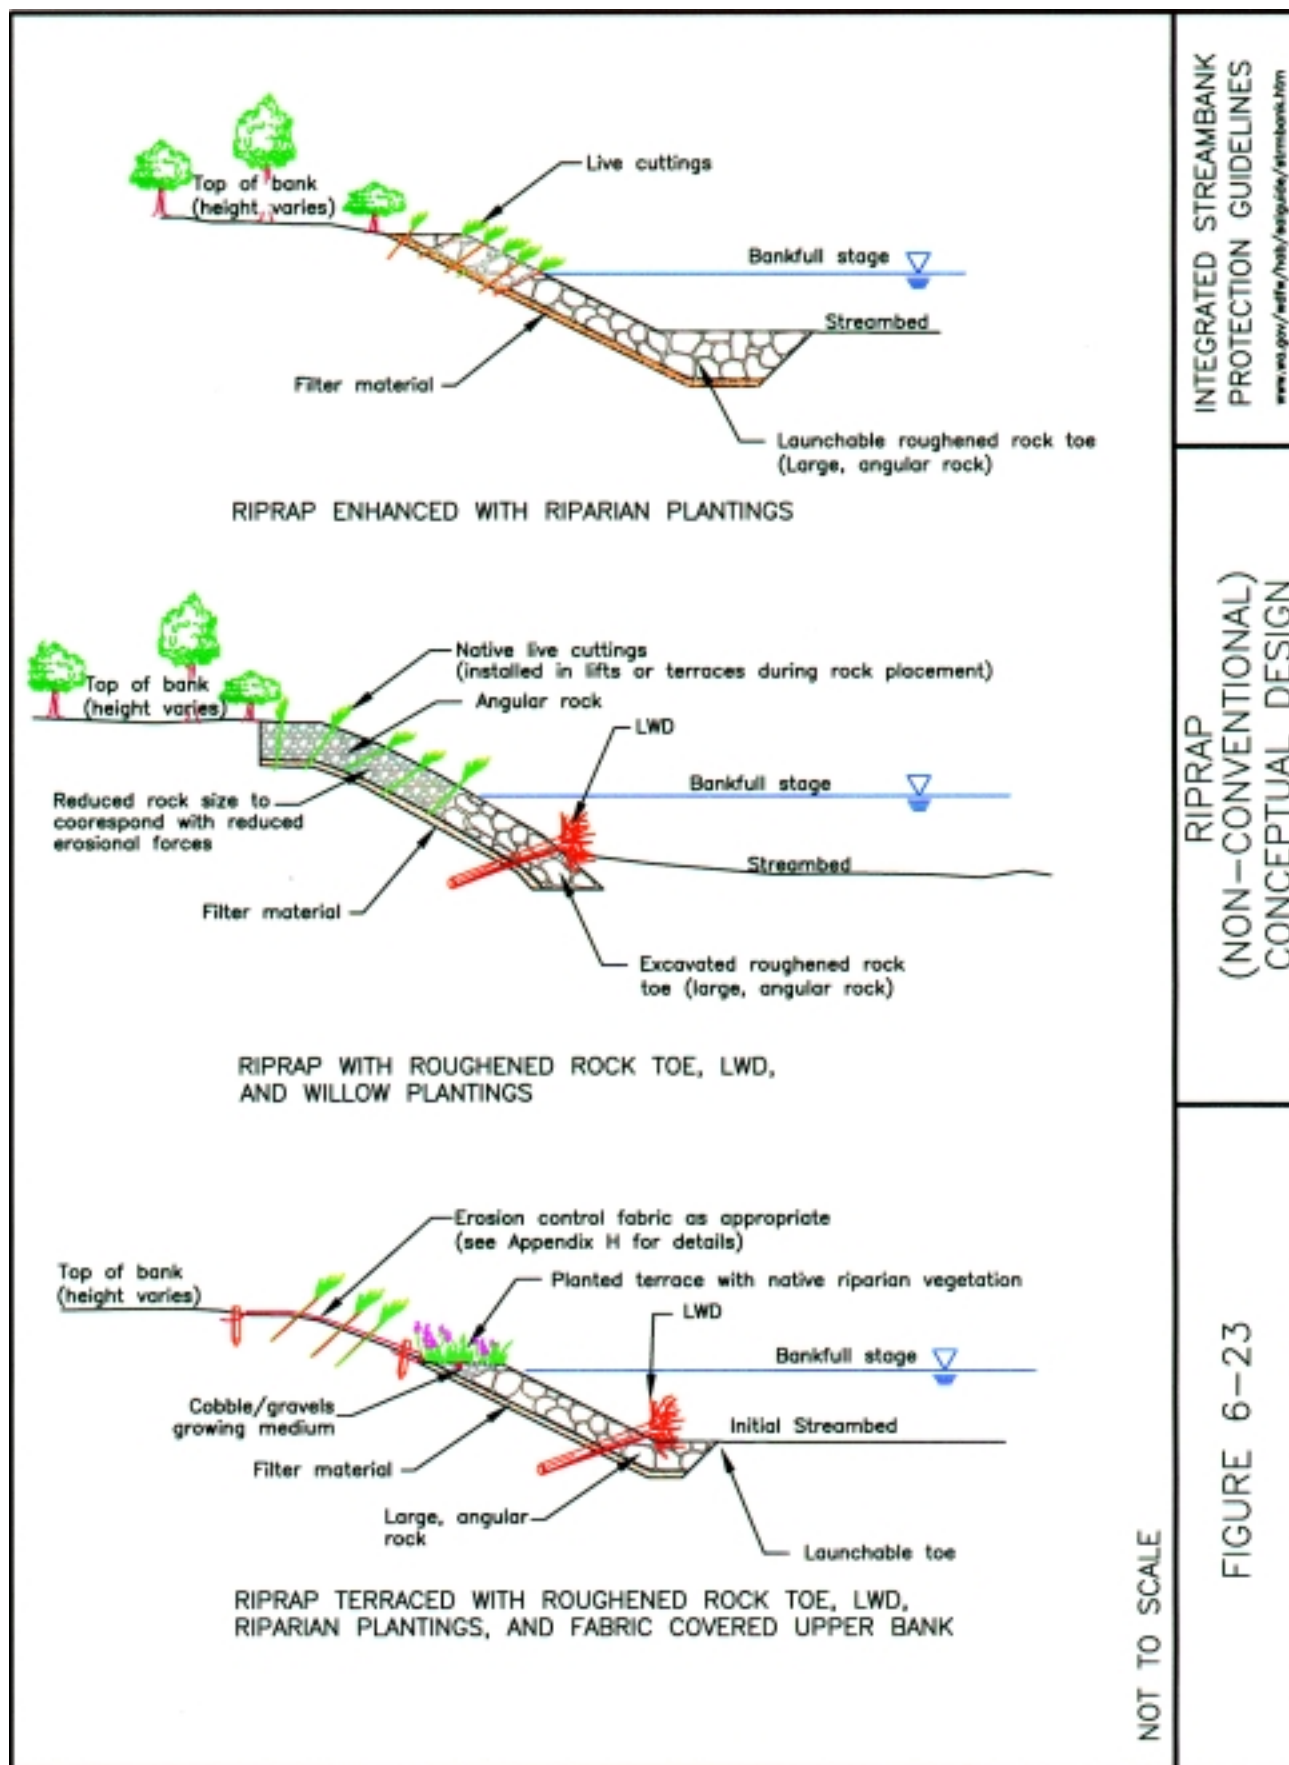 Live cuttings
Top of bank
(height varies)
Bankfull stage
Streambed
Filter material
Launchable roughened rock toe
(Large, angular rock)
RIPRAP ENHANCED WITH RIPARIAN PLANTINGS
Native live cuttings
(installed in lifts or terraces during rock placement)
Top of bank
(height varies)
Angular rock
LWD
Bankfull stage
Reduced rock size to
coorespond with reduced
erosional forces
Streambed
Filter material
Excavated roughened rock
toe (large, angular rock)
RIPRAP WITH ROUGHENED ROCK TOE, LWD,
AND WILLOW PLANTINGS
Erosion control fabric as appropriate
(see Appendix H for details)
Top of bank
(height varies)
Planted terrace with native riparian vegetation
LWD
Bankfull stage
Cobble/gravels
growing medium
Initial Streambed
Filter material
Large, angular
rock
Launchable toe
RIPRAP TERRACED WITH ROUGHENED ROCK TOE, LWD,
RIPARIAN PLANTINGS, AND FABRIC COVERED UPPER BANK
NOT TO SCALE
INTEGRATED STREAMBANK
PROTECTION GUIDELINES
RIPRAP
(NON-CONVENTIONAL)
CONCEPTUAL DESIGN
FIGURE 6-23